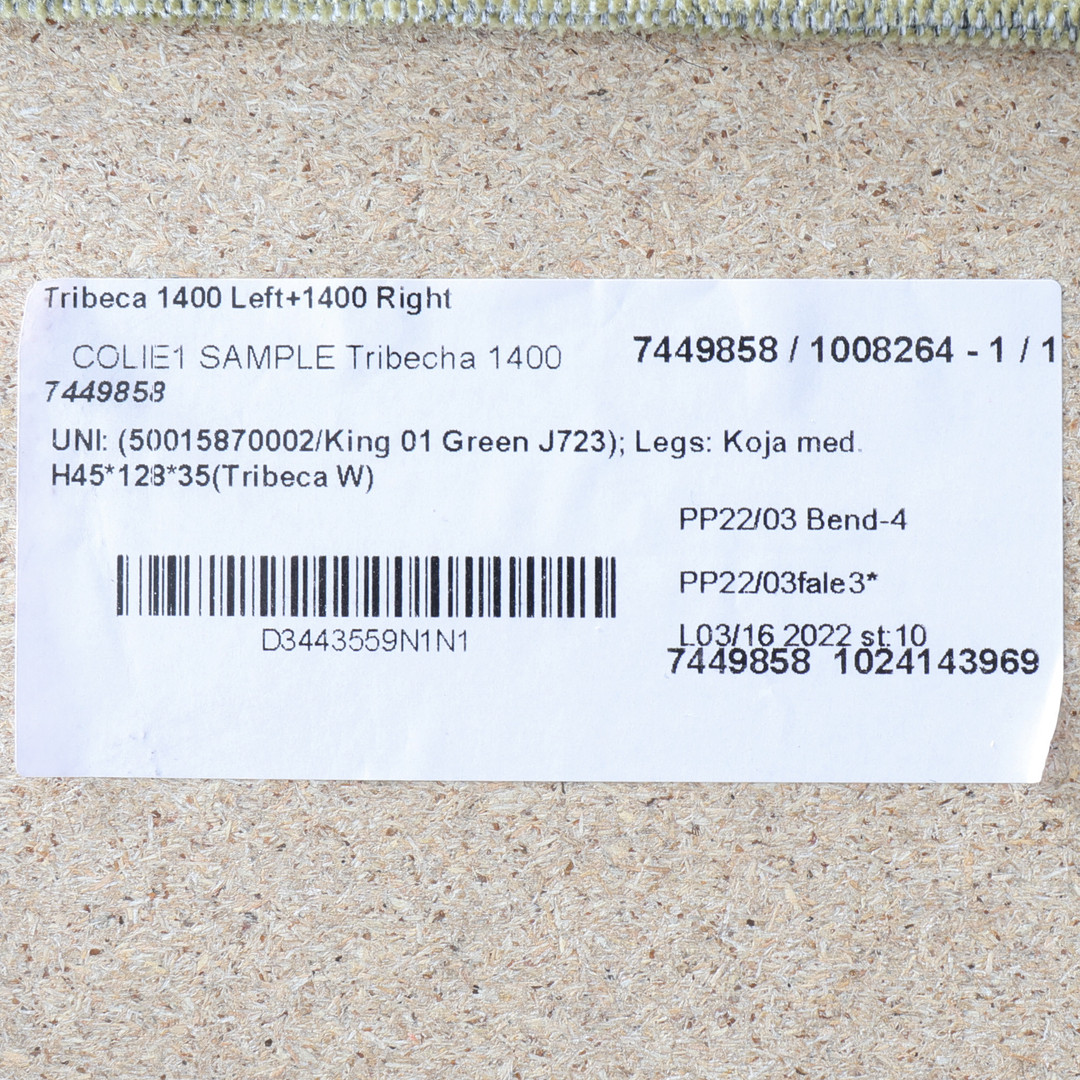 Tribeca 1400 Left+1400 Right
COLIE1 SAMPLE Tribecha 1400
7449858 / 1008264 - 1 / 1
7449858
UNI: (50015870002/King 01 Green J723); Legs: Koja med.
H45*128*35(Tribeca W)
PP22/03 Bend-4
PP22/03fale3*
D3443559N1N1
L03/16 2022 st:10
7449858 1024143969